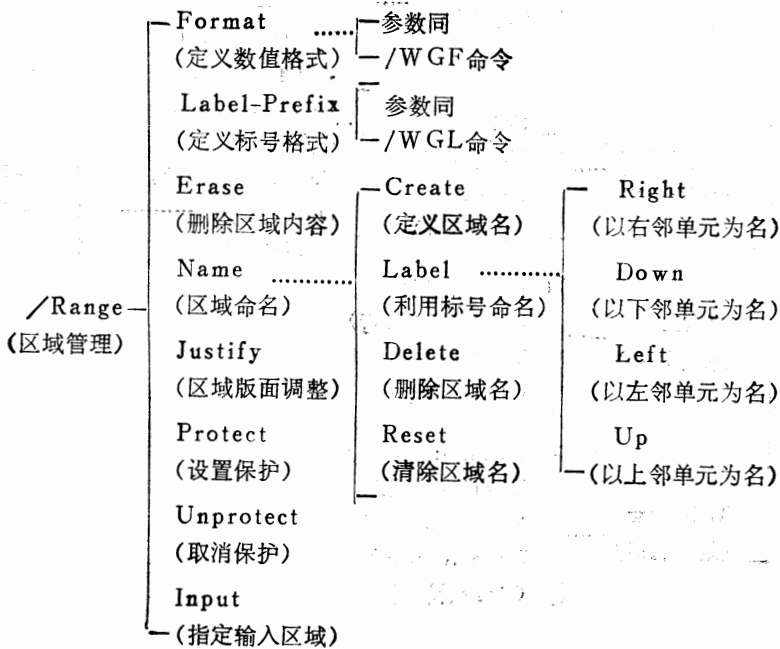 Format ……参数同
(定义数值格式) /WGF命令
Label-Prefix 参数同
(定义标号格式) /WGL命令
Erase Create Right
(删除区域内容) (定义区域名) (以右邻单元为名)
Name ………… Label ………… Down
/Range (区域命名) (利用标号命名) (以下邻单元为名)
(区域管理) Justify Delete Left
(区域版面调整) (删除区域名) (以左邻单元为名)
Protect Reset Up
(设置保护) (清除区域名) (以上邻单元为名)
Unprotect
(取消保护)
Input
(指定输入区域)